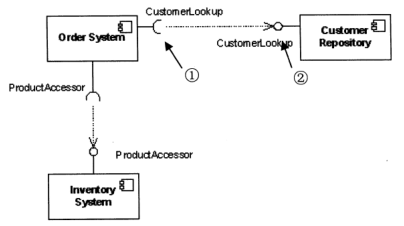 CustomerLookup
Order System
Customer
Repository
CustomerLookup
①
②
ProductAccessor
ProductAccessor
Inventory
System